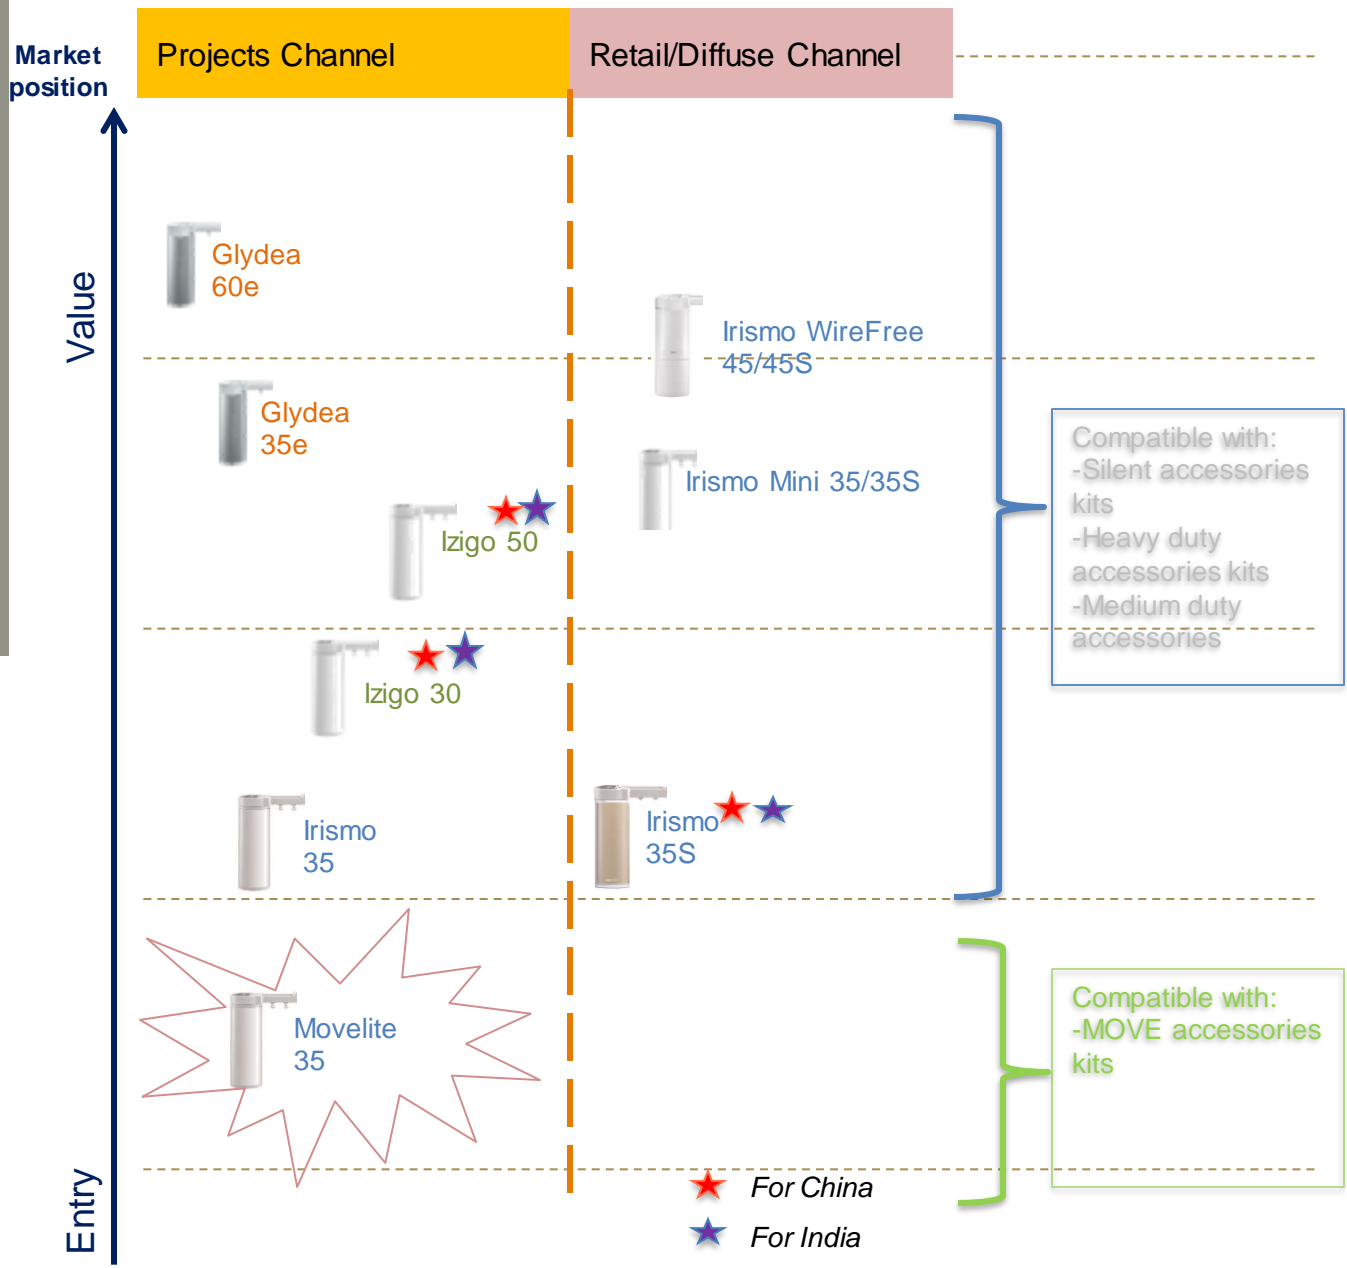 Market
position
Projects Channel
Retail/Diffuse Channel
Value
Glydea
60e
Irismo WireFree
45/45S
Glydea
35e
Irismo Mini 35/35S
Izigo 50
Compatible with:
-Silent accessories
kits
-Heavy duty
accessories kits
-Medium duty
accessories
Izigo 30
Irismo
35
Irismo
35S
Movelite
35
Compatible with:
-MOVE accessories
kits
Entry
For China
For India